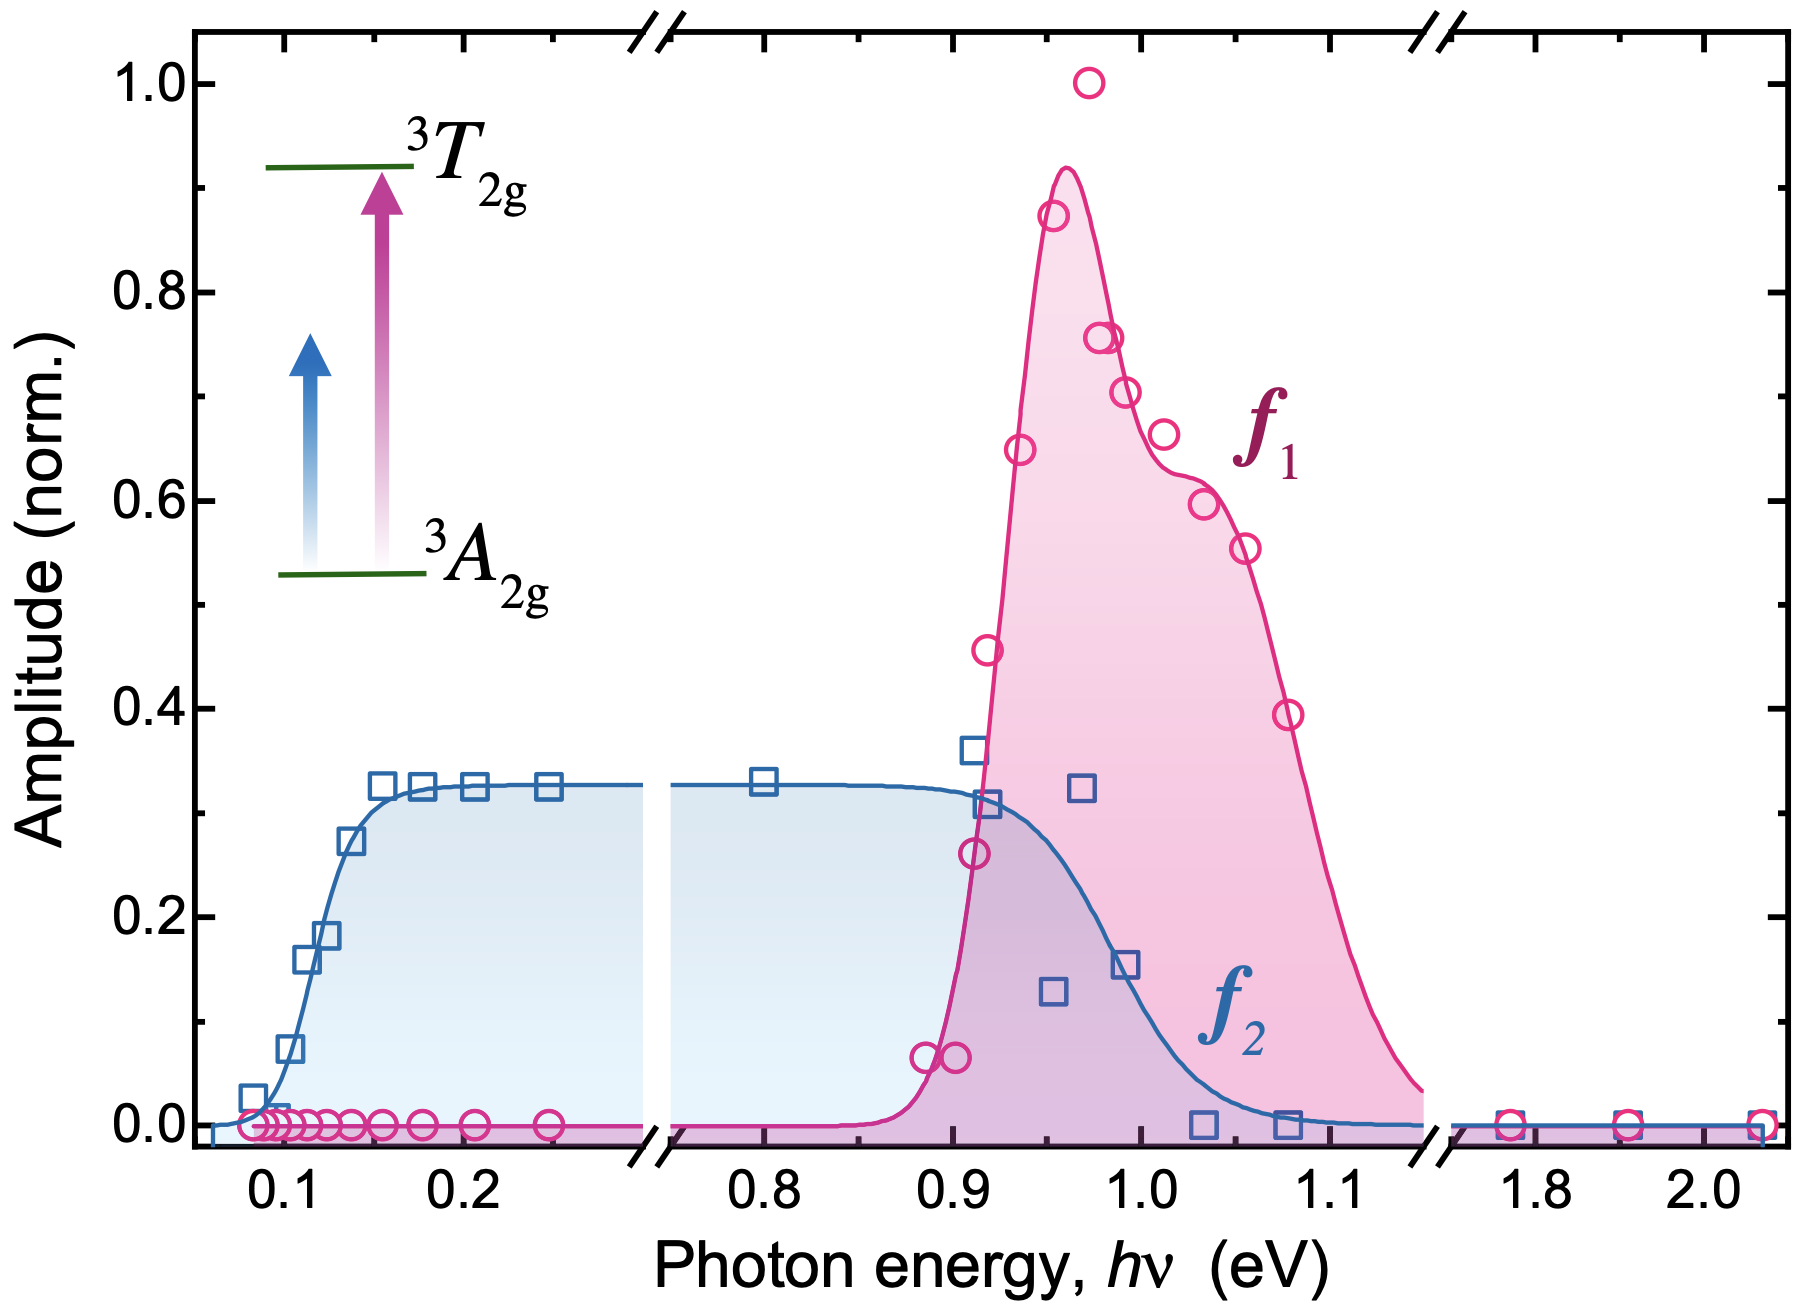 Amplitude (norm.)
1.0
0.8
0.6
0.4
0.2
0.0
³T₂g
³A₂g
f₁
f₂
0.1 0.2 0.8 0.9 1.0 1.1 1.8 2.0
Photon energy, hν (eV)